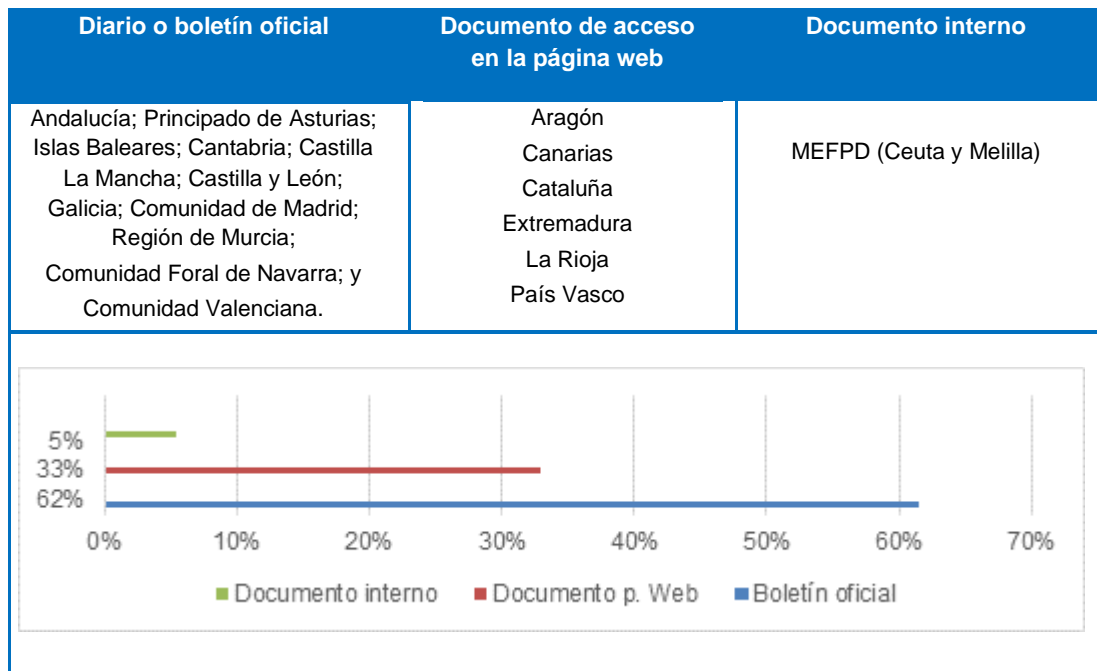 Diario o boletín oficial
Documento de acceso
en la página web
Documento interno
Andalucía; Principado de Asturias;
Islas Baleares; Cantabria; Castilla
La Mancha; Castilla y León;
Galicia; Comunidad de Madrid;
Región de Murcia;
Comunidad Foral de Navarra; y
Comunidad Valenciana.
Aragón
Canarias
Cataluña
Extremadura
La Rioja
País Vasco
MEFPD (Ceuta y Melilla)
5%
33%
62%
0% 10% 20% 30% 40% 50% 60% 70%
Documento interno Documento p. Web Boletín oficial